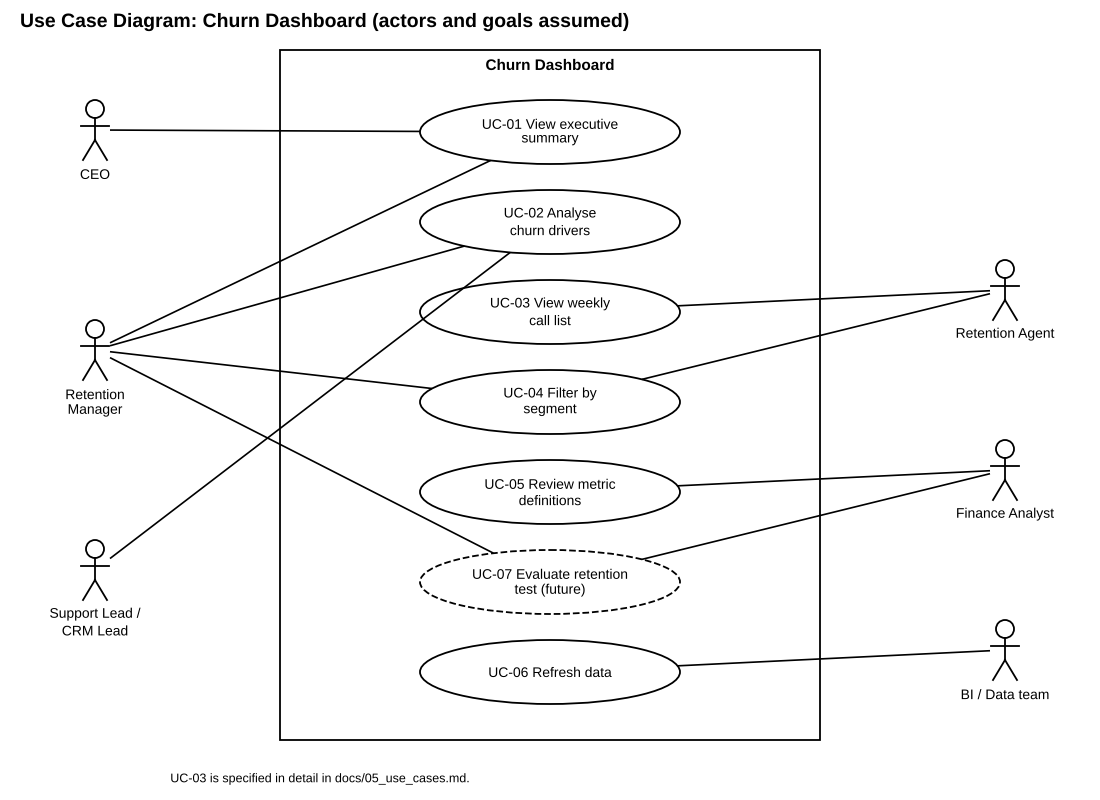 Use Case Diagram: Churn Dashboard (actors and goals assumed)
Churn Dashboard
CEO
UC-01 View executive
summary
UC-02 Analyse
churn drivers
UC-03 View weekly
call list
Retention Agent
Retention
Manager
UC-04 Filter by
segment
UC-05 Review metric
definitions
Finance Analyst
UC-07 Evaluate retention
test (future)
Support Lead /
CRM Lead
UC-06 Refresh data
BI / Data team
UC-03 is specified in detail in docs/05_use_cases.md.